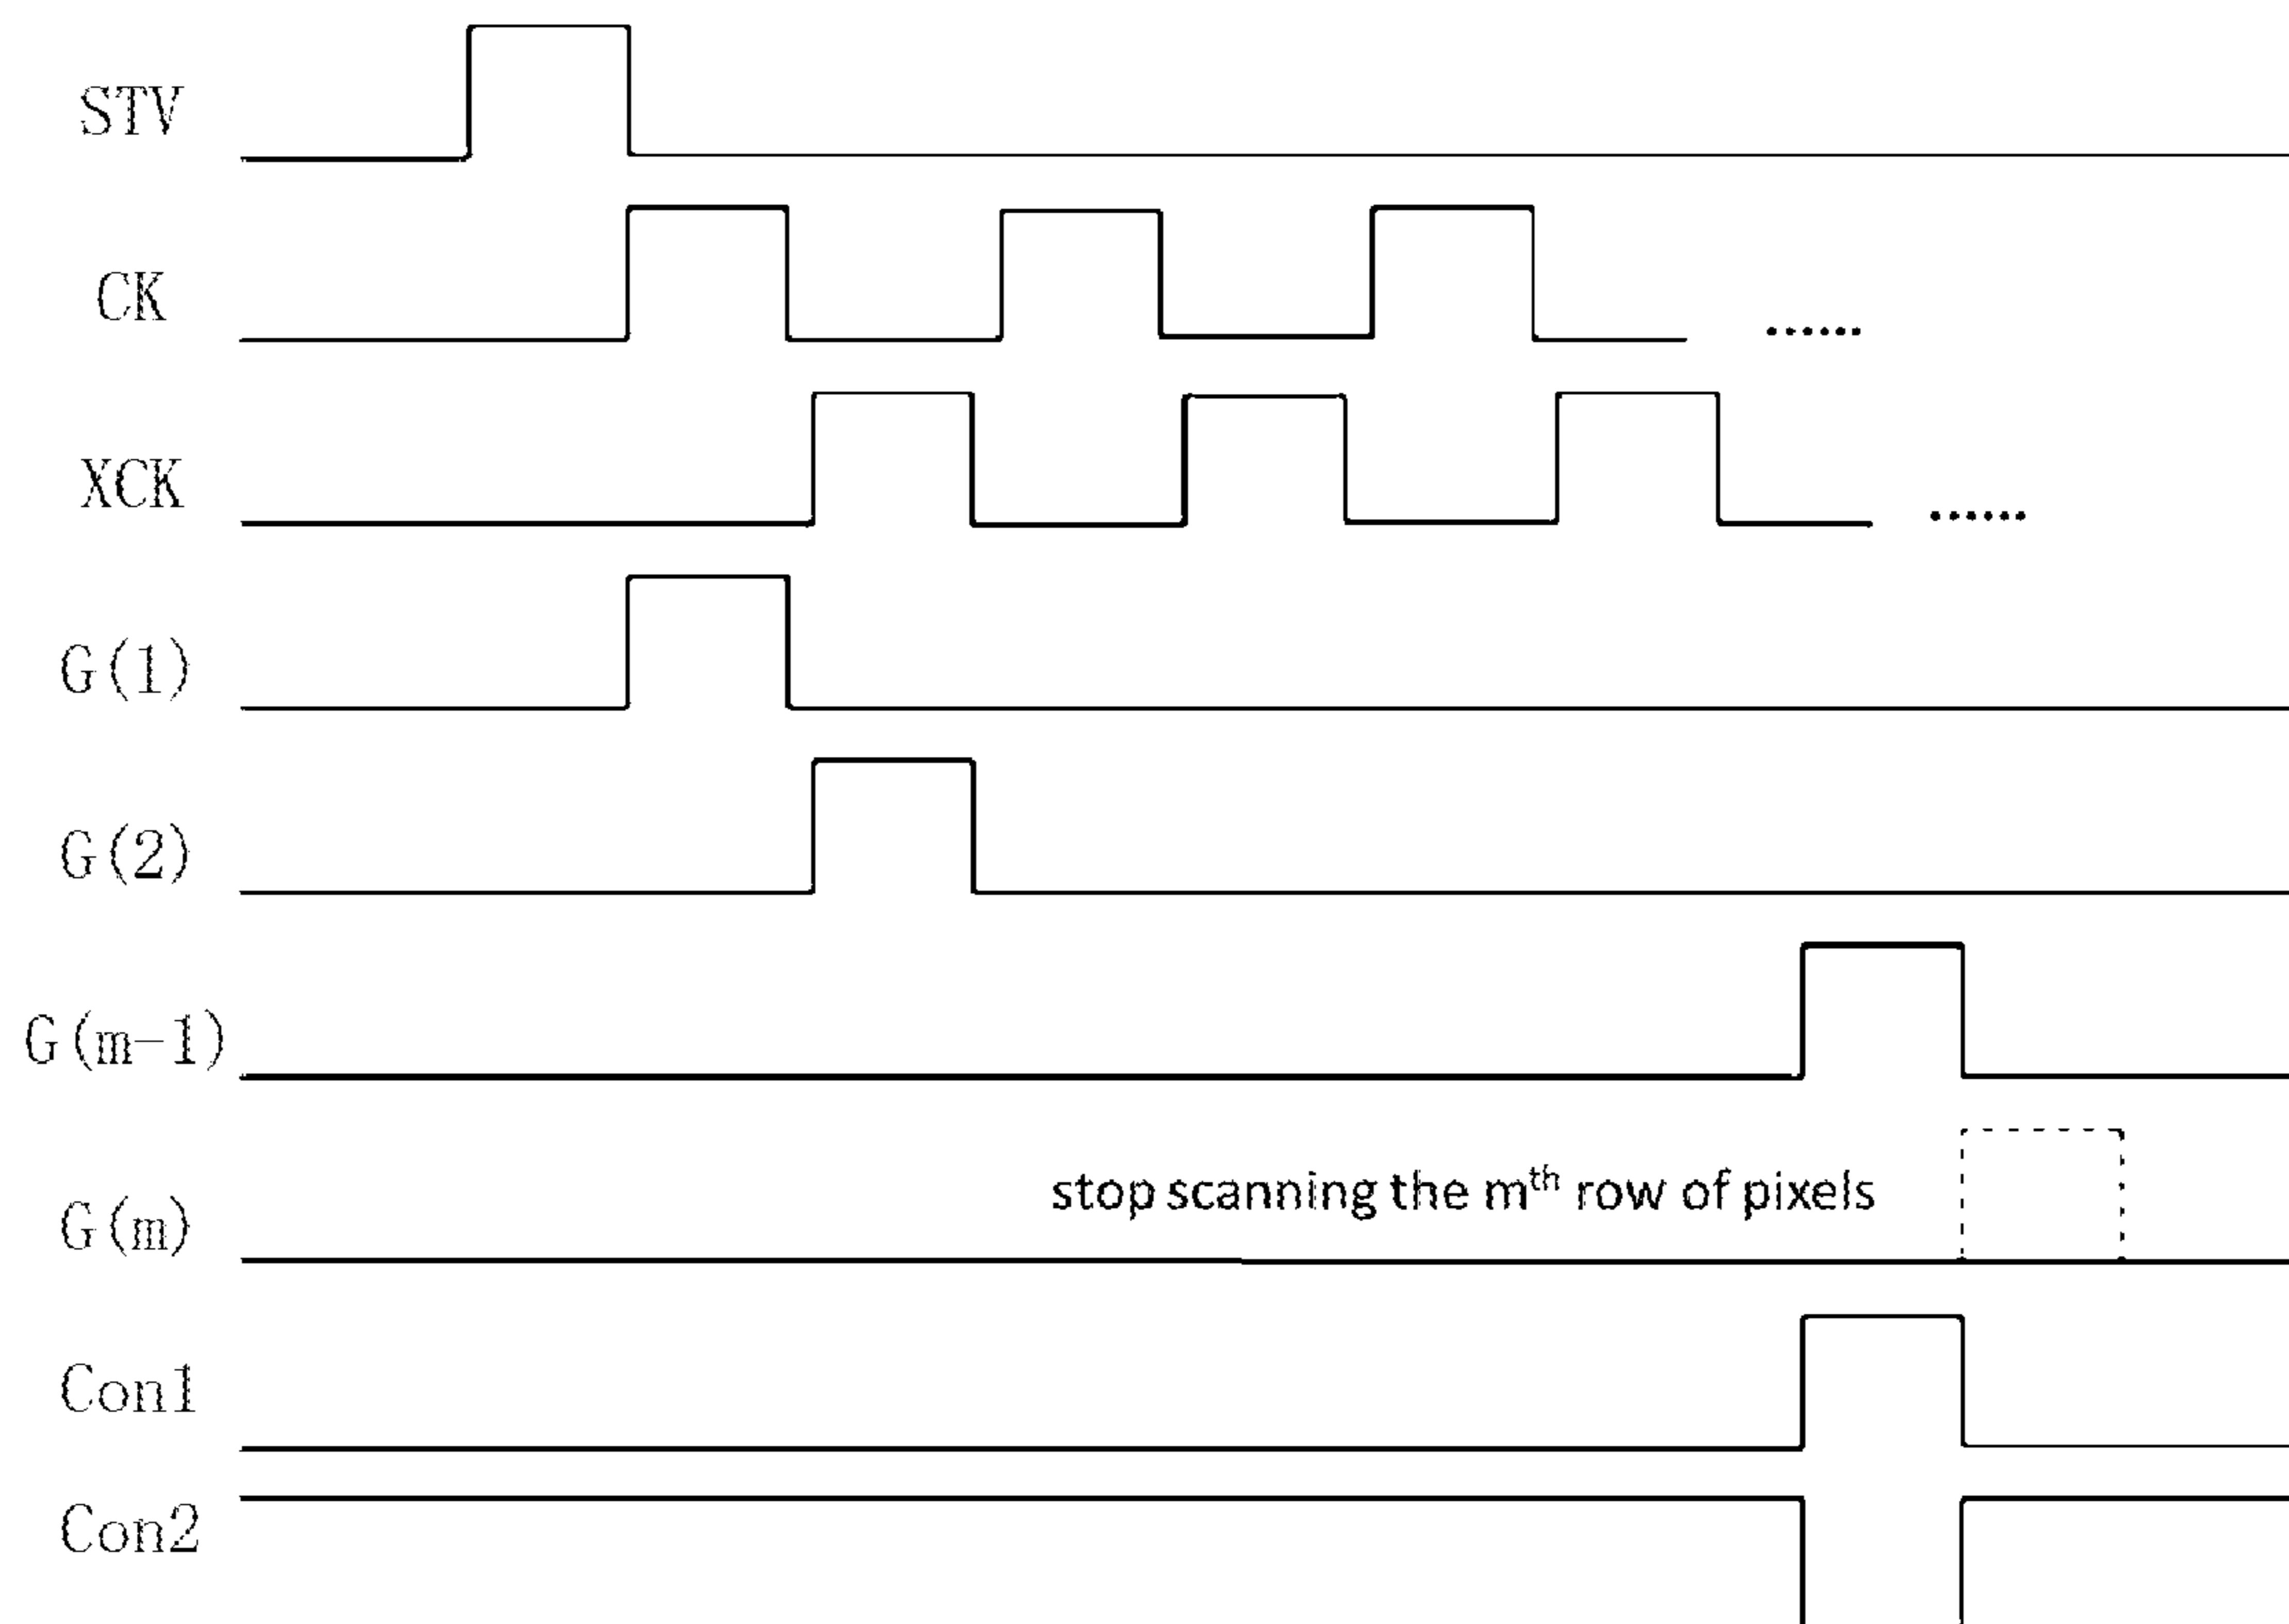 STV
CK
......
XCK
......
G(1)
G(2)
G(m-1)
stop scanning the mth row of pixels
G(m)
Con1
Con2